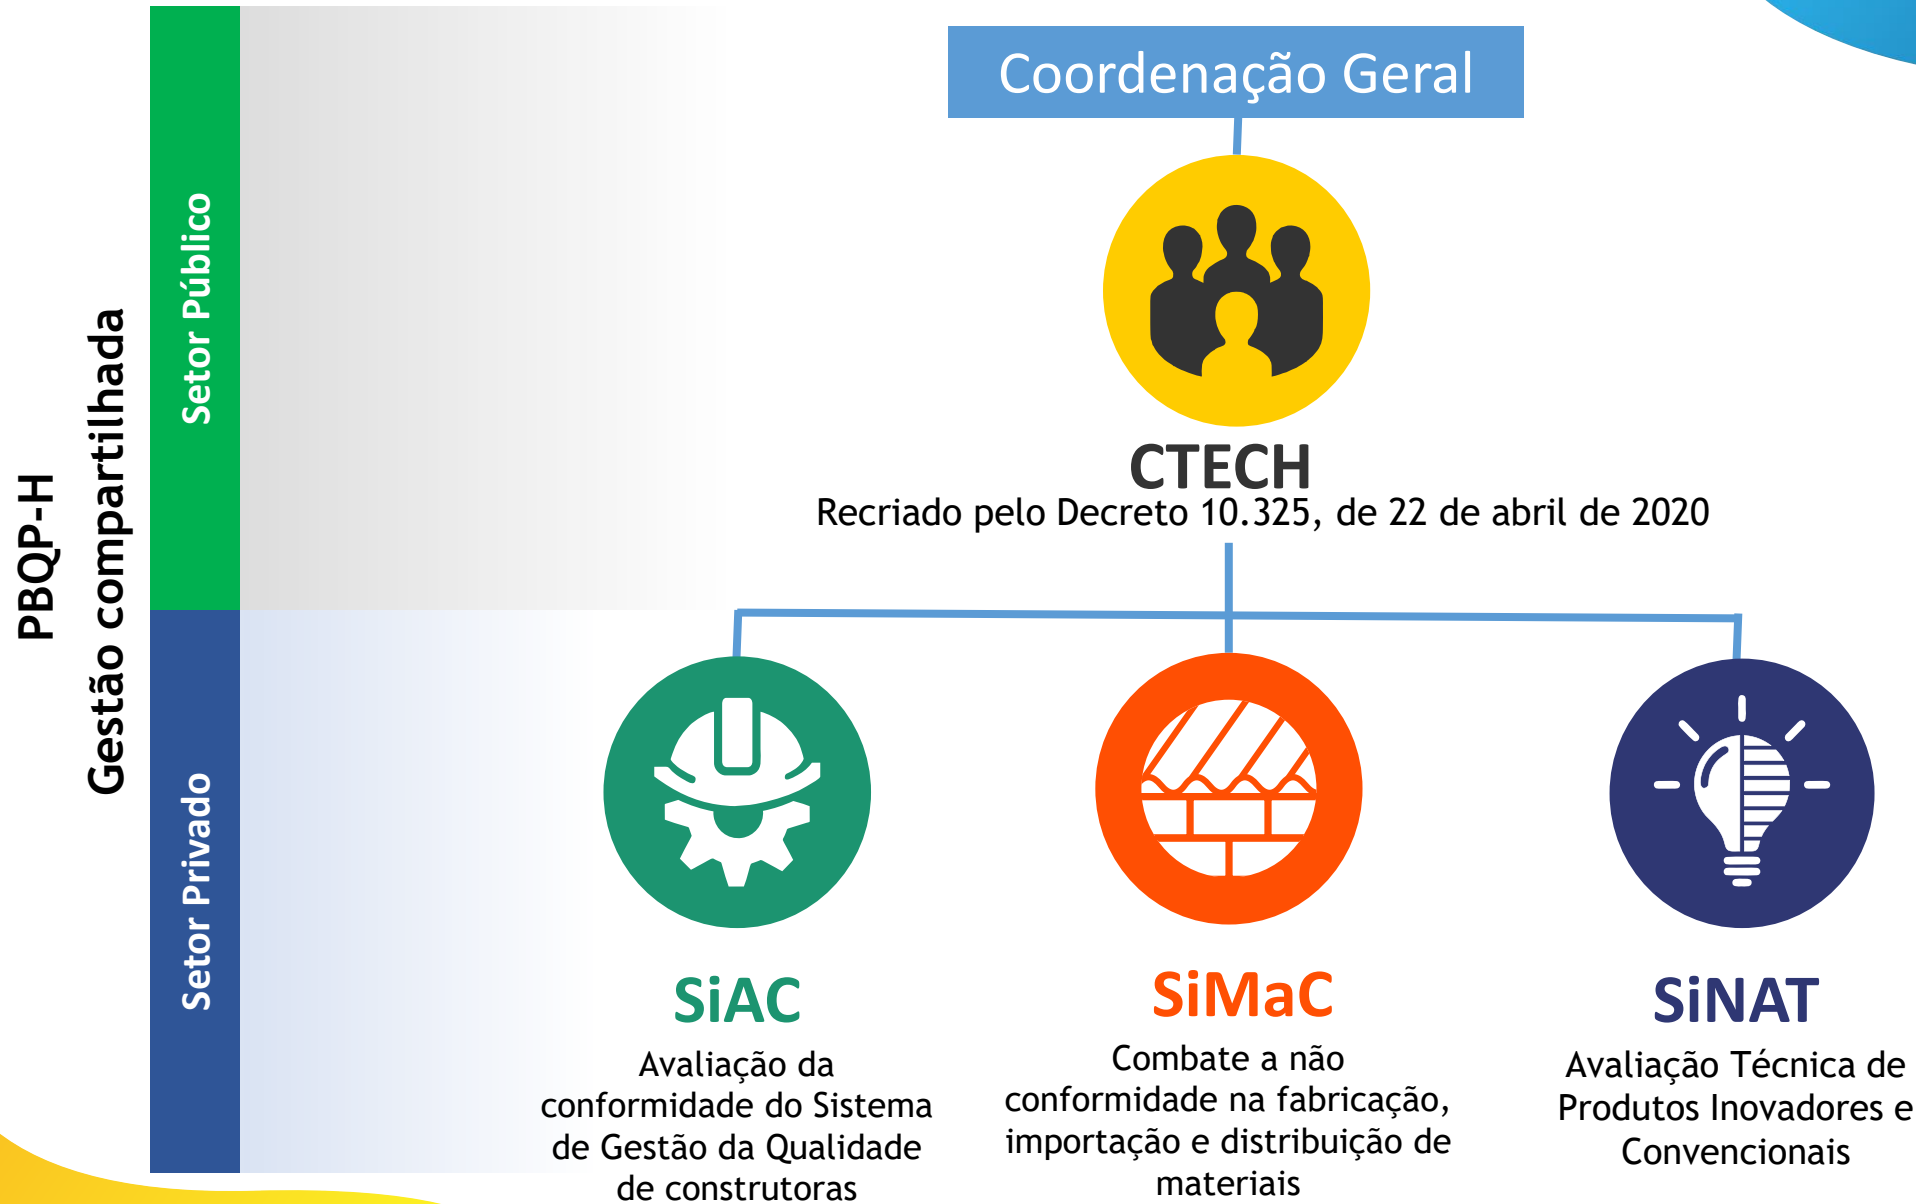 PBQP-H
Gestão compartilhada
Setor Público
Setor Privado
Coordenação Geral
CTECH
Recriado pelo Decreto 10.325, de 22 de abril de 2020
SiAC
Avaliação da
conformidade do Sistema
de Gestão da Qualidade
de construtoras
SiMaC
Combate a não
conformidade na fabricação,
importação e distribuição de
materiais
SiNAT
Avaliação Técnica de
Produtos Inovadores e
Convencionais